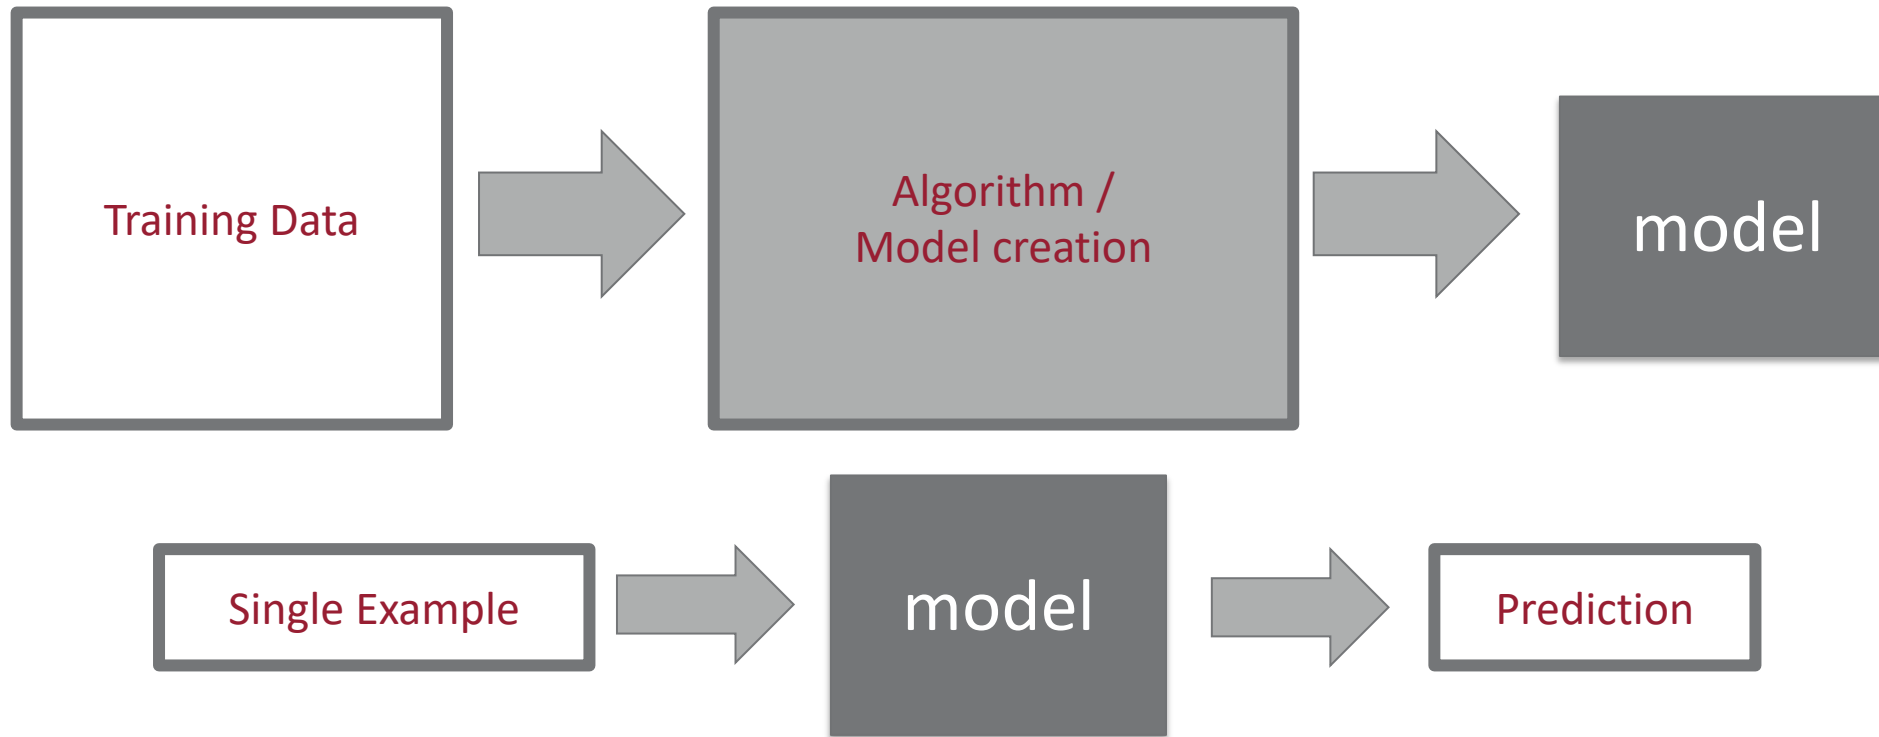 Training Data
Algorithm /
Model creation
model
Single Example
model
Prediction